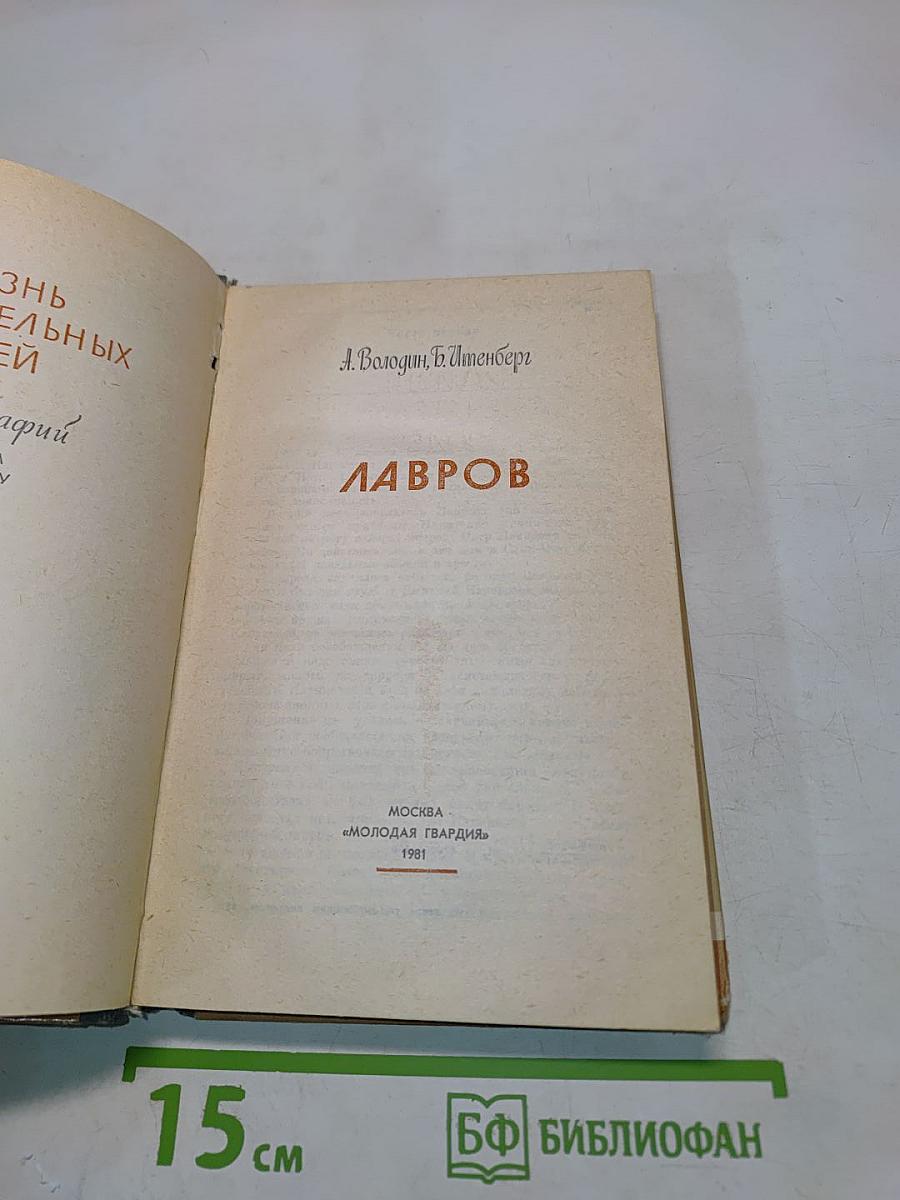 ЗНЬ
ЕЛЬНЫХ
ЕЙ
афий
А. Володин, Б. Итенберг
ЛАВРОВ
МОСКВА
«МОЛОДАЯ ГВАРДИЯ»
1981
15 см
БФ БИБЛИОФАН